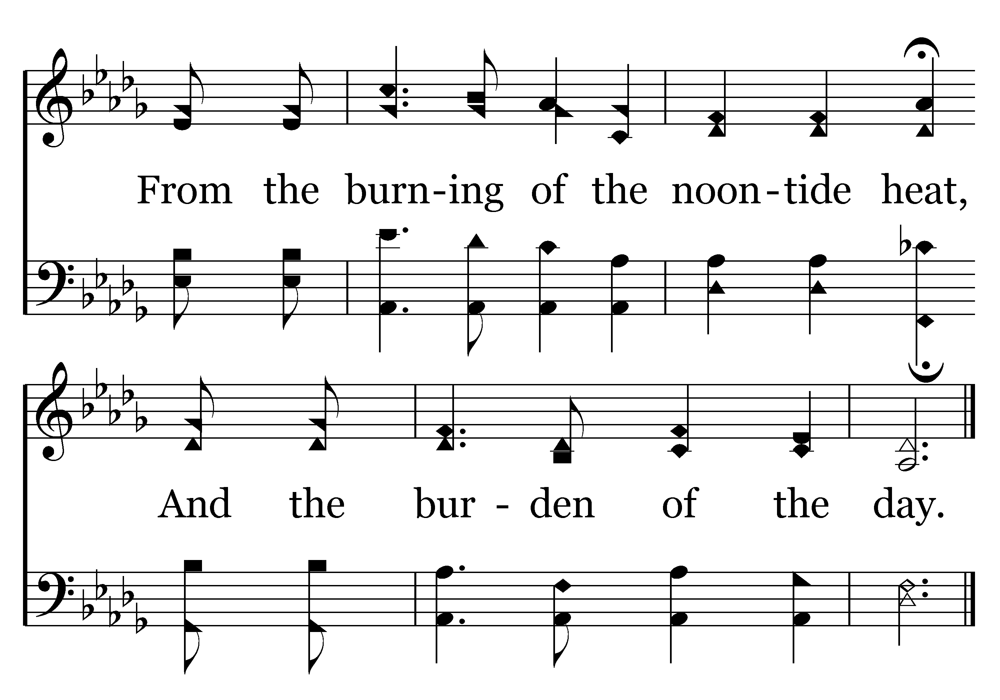 From the burn-ing of the noon-tide heat,
And the bur-den of the day.